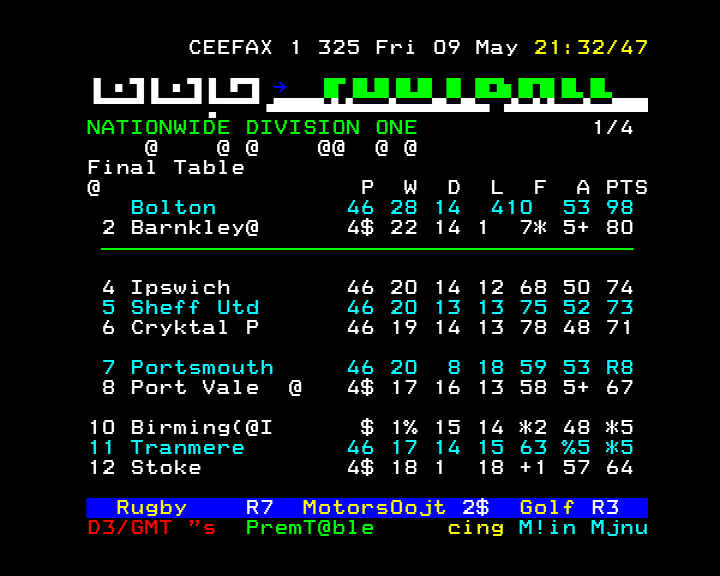 CEEFAX 1 325 Fri 09 May 21:32/47
NATIONWIDE DIVISION ONE 1/4
@ @ @ @@ @ @
Final Table
@ P W D L F A PTS
Bolton 46 28 14 410 53 98
2 Barnkley@ 4$ 22 14 1 7* 5+ 80
4 Ipswich 46 20 14 12 68 50 74
5 Sheff Utd 46 20 13 13 75 52 73
6 Cryktal P 46 19 14 13 78 48 71
7 Portsmouth 46 20 8 18 59 53 R8
8 Port Vale @ 4$ 17 16 13 58 5+ 67
10 Birming(@I $ 1% 15 14 *2 48 *5
11 Tranmere 46 17 14 15 63 %5 *5
12 Stoke 4$ 18 1 18 +1 57 64
Rugby R7 MotorsOojt 2$ Golf R3
D3/GMT "s PremT@ble cing M!in Mjnu